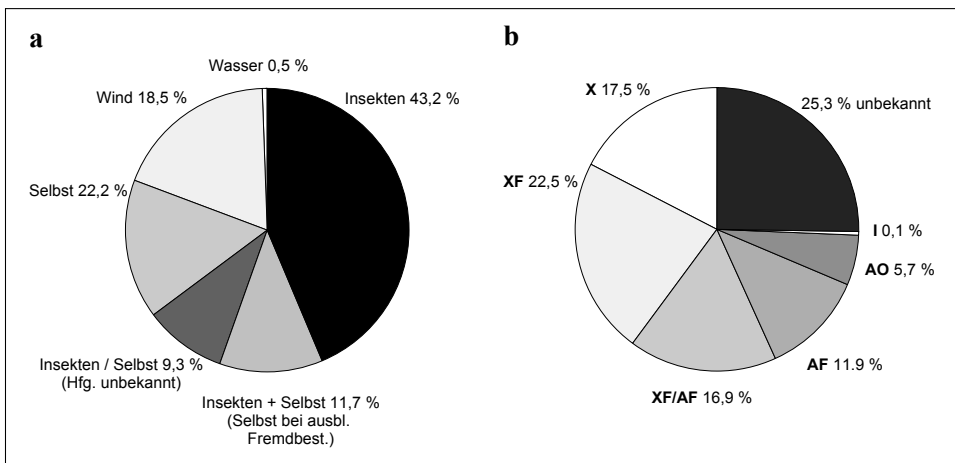 a
Wasser 0,5 %
Insekten 43,2 %
Wind 18,5 %
Selbst 22,2 %
Insekten / Selbst 9,3 %
(Hfg. unbekannt)
Insekten + Selbst 11,7 %
(Selbst bei ausbl.
Fremdbest.)
b
X 17,5 %
25,3 % unbekannt
XF 22,5 %
I 0,1 %
AO 5,7 %
AF 11.9 %
XF/AF 16,9 %